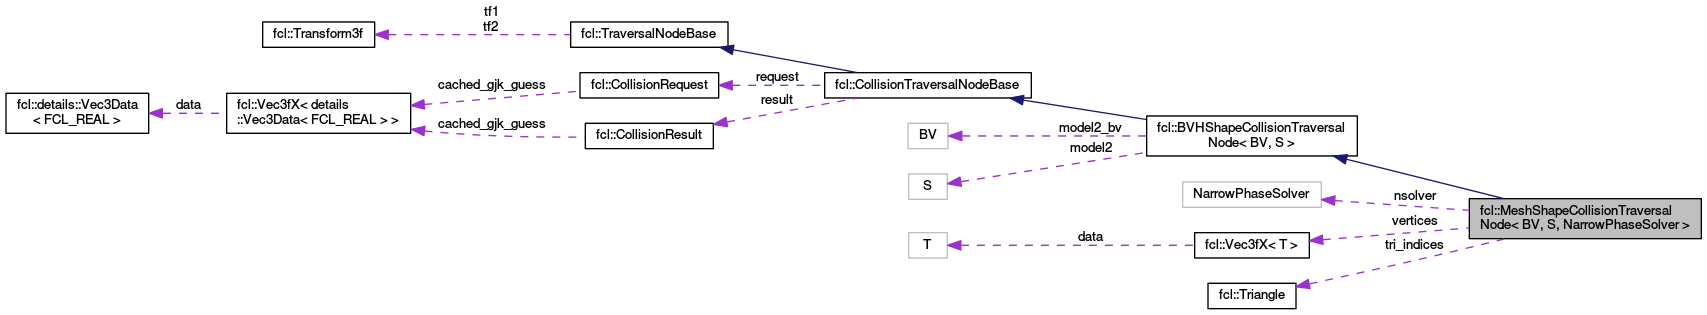 tf1
tf2
fcl::Transform3f
fcl::TraversalNodeBase
cached_gjk_guess
fcl::CollisionRequest
request
fcl::CollisionTraversalNodeBase
fcl::details::Vec3Data
< FCL_REAL >
data
fcl::Vec3fX< details
::Vec3Data< FCL_REAL > >
cached_gjk_guess
fcl::CollisionResult
result
BV
model2_bv
model2
fcl::BVHShapeCollisionTraversal
Node< BV, S >
S
NarrowPhaseSolver
nsolver
fcl::MeshShapeCollisionTraversal
Node< BV, S, NarrowPhaseSolver >
T
data
fcl::Vec3fX< T >
vertices
tri_indices
fcl::Triangle